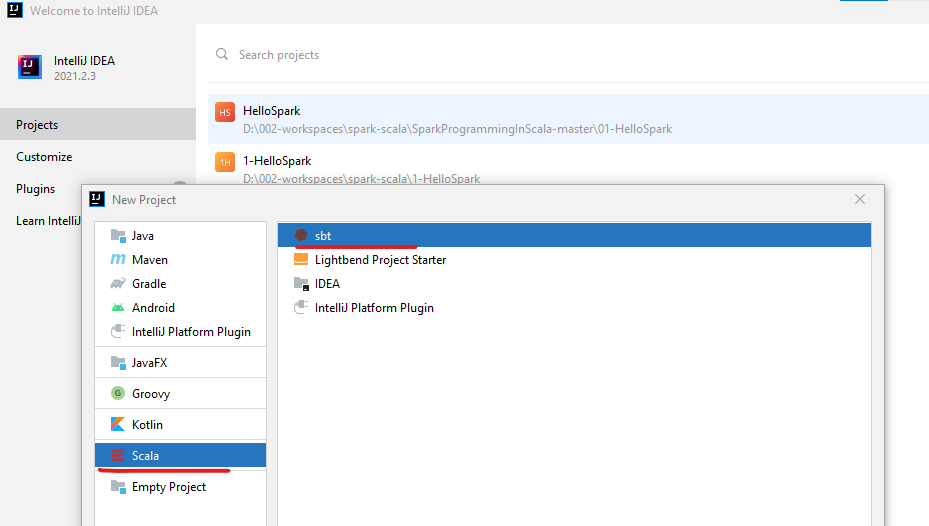 IJ Welcome to IntelliJ IDEA
IJ IntelliJ IDEA
2021.2.3
Search projects
Projects
Customize
Plugins
Learn IntelliJ
HS HelloSpark
D:\002-workspaces\spark-scala\SparkProgrammingInScala-master\01-HelloSpark
1H 1-HelloSpark
D:\002-workspaces\spark-scala\1-HelloSpark
IJ New Project
Java
m Maven
Gradle
Android
IntelliJ Platform Plugin
JavaFX
G Groovy
Kotlin
Scala
Empty Project
sbt
Lightbend Project Starter
IDEA
IntelliJ Platform Plugin